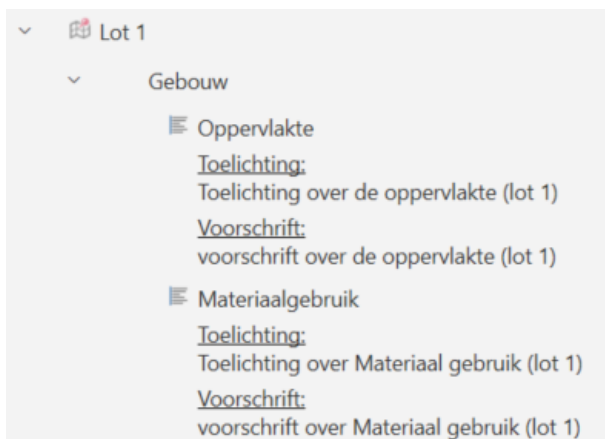 Lot 1
Gebouw
Oppervlakte
Toelichting:
Toelichting over de oppervlakte (lot 1)
Voorschrift:
voorschrift over de oppervlakte (lot 1)
Materiaalgebruik
Toelichting:
Toelichting over Materiaal gebruik (lot 1)
Voorschrift:
voorschrift over Materiaal gebruik (lot 1)